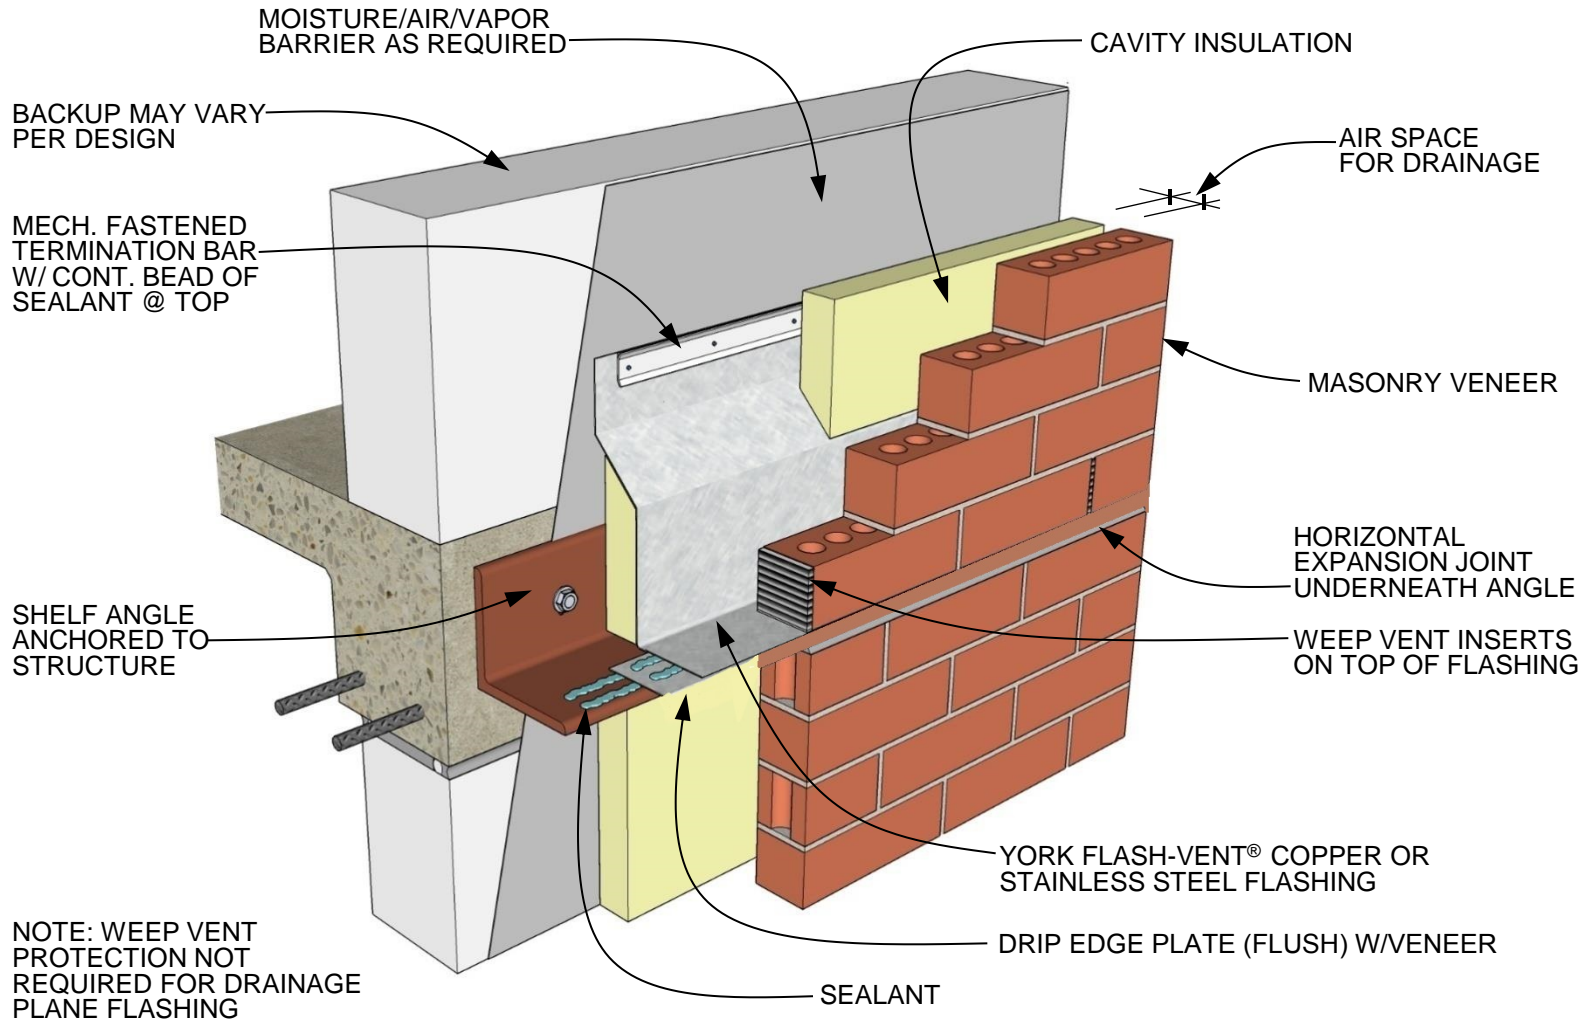 MOISTURE/AIR/VAPOR
BARRIER AS REQUIRED
CAVITY INSULATION
BACKUP MAY VARY
PER DESIGN
AIR SPACE
FOR DRAINAGE
MECH. FASTENED
TERMINATION BAR
W/ CONT. BEAD OF
SEALANT @ TOP
MASONRY VENEER
HORIZONTAL
EXPANSION JOINT
UNDERNEATH ANGLE
SHELF ANGLE
ANCHORED TO
STRUCTURE
WEEP VENT INSERTS
ON TOP OF FLASHING
YORK FLASH-VENT® COPPER OR
STAINLESS STEEL FLASHING
DRIP EDGE PLATE (FLUSH) W/VENEER
SEALANT
NOTE: WEEP VENT
PROTECTION NOT
REQUIRED FOR DRAINAGE
PLANE FLASHING